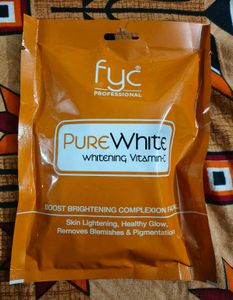 fyc
PROFESSIONAL
PUREWhite
Whitening, Vitamin-C
BOOST BRIGHTENING COMPLEXION
Skin Lightening, Healthy Glow,
Removes Blemishes & Pigmentation